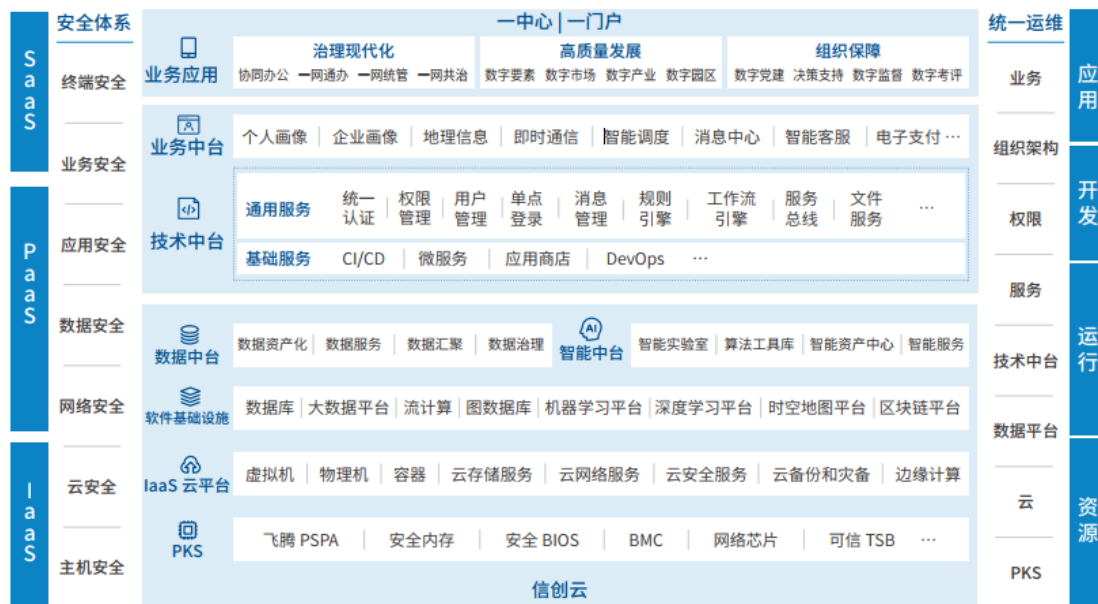 SaaS
PaaS
IaaS
安全体系
终端安全
业务安全
应用安全
数据安全
网络安全
云安全
主机安全
一中心|一门户
业务应用
治理现代化
协同办公 一网通办 一网统管 一网共治
高质量发展
数字要素 数字市场 数字产业 数字园区
组织保障
数字党建 决策支持 数字监督 数字考评
业务中台
个人画像 企业画像 地理信息 即时通信 智能调度 消息中心 智能客服 电子支付 …
技术中台
通用服务
统一认证 权限管理 用户管理 单点登录 消息管理 规则引擎 工作流引擎 服务总线 文件服务 …
基础服务
CI/CD 微服务 应用商店 DevOps …
数据中台
数据资产化 数据服务 数据汇聚 数据治理
AI
智能中台
智能实验室 算法工具库 智能资产中心 智能服务
软件基础设施
数据库 大数据平台 流计算 图数据库 机器学习平台 深度学习平台 时空地图平台 区块链平台
IaaS 云平台
虚拟机 物理机 容器 云存储服务 云网络服务 云安全服务 云备份和灾备 边缘计算
PKS
飞腾 PSPA 安全内存 安全 BIOS BMC 网络芯片 可信 TSB …
信创云
统一运维
业务
组织架构
权限
服务
技术中台
数据平台
云
PKS
应用
开发
运行
资源